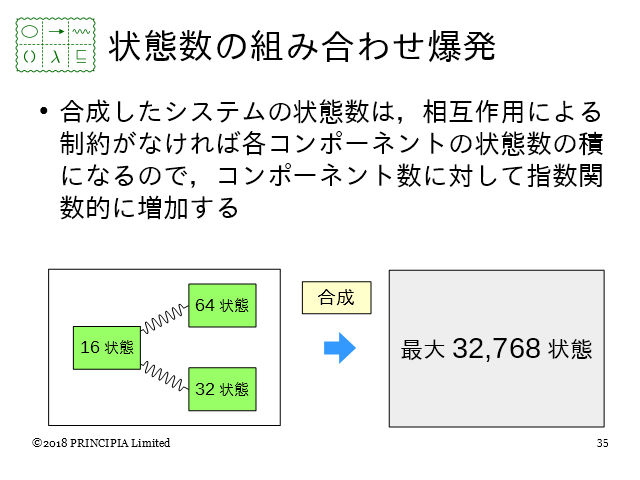 状態数の組み合わせ爆発
• 合成したシステムの状態数は，相互作用による
制約がなければ各コンポーネントの状態数の積
になるので，コンポーネント数に対して指数関
数的に増加する
64 状態
16 状態
32 状態
合成
最大 32,768 状態
©2018 PRINCIPIA Limited
35